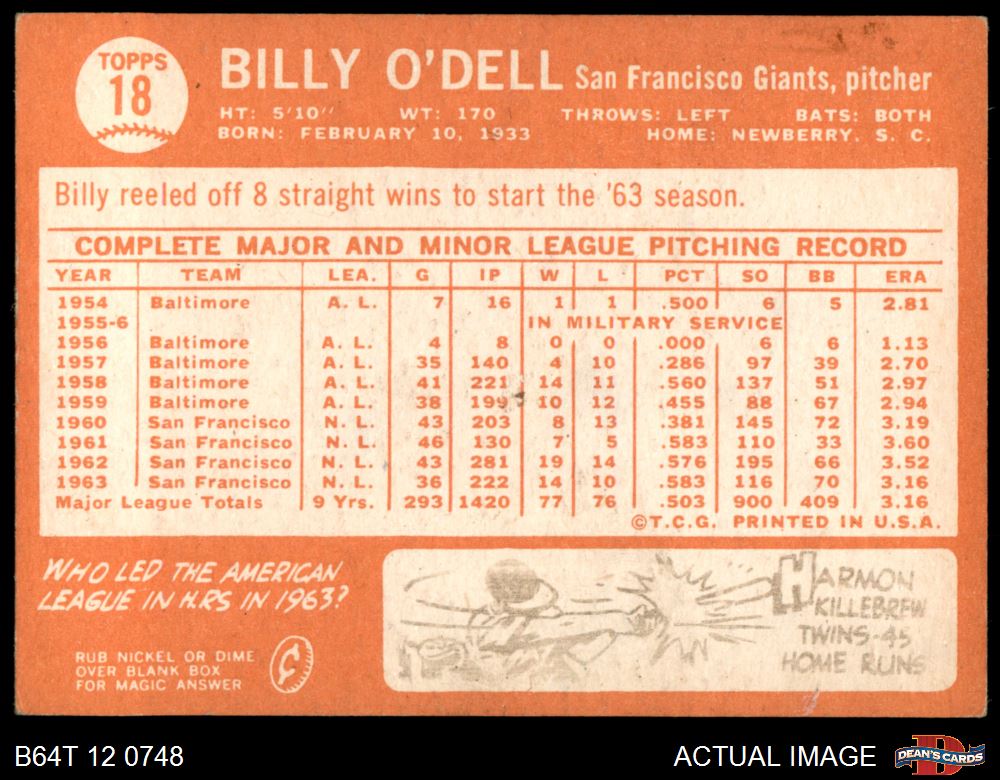 TOPPS
18
BILLY O'DELL San Francisco Giants, pitcher
HT: 5'10" WT: 170 THROWS: LEFT BATS: BOTH
BORN: FEBRUARY 10, 1933 HOME: NEWBERRY, S. C.
Billy reeled off 8 straight wins to start the '63 season.
COMPLETE MAJOR AND MINOR LEAGUE PITCHING RECORD
YEAR TEAM LEA. G IP W L PCT SO BB ERA
1954 Baltimore A. L. 7 16 1 1 .500 6 5 2.81
1955-6 IN MILITARY SERVICE
1956 Baltimore A. L. 4 8 0 0 .000 6 6 1.13
1957 Baltimore A. L. 35 140 4 10 .286 97 39 2.70
1958 Baltimore A. L. 41 221 14 11 .560 137 51 2.97
1959 Baltimore A. L. 38 199 10 12 .455 88 67 2.94
1960 San Francisco N. L. 43 203 8 13 .381 145 72 3.19
1961 San Francisco N. L. 46 130 7 5 .583 110 33 3.60
1962 San Francisco N. L. 43 281 19 14 .576 195 66 3.52
1963 San Francisco N. L. 36 222 14 10 .583 116 70 3.16
Major League Totals 9 Yrs. 293 1420 77 76 .503 900 409 3.16
©T.C.G. PRINTED IN U.S.A.
WHO LED THE AMERICAN
LEAGUE IN H.RS IN 1963?
RUB NICKEL OR DIME
OVER BLANK BOX
FOR MAGIC ANSWER
HARMON
KILLEBREW
TWINS-45
HOME RUNS
B64T 12 0748
ACTUAL IMAGE
DEAN'S CARDS